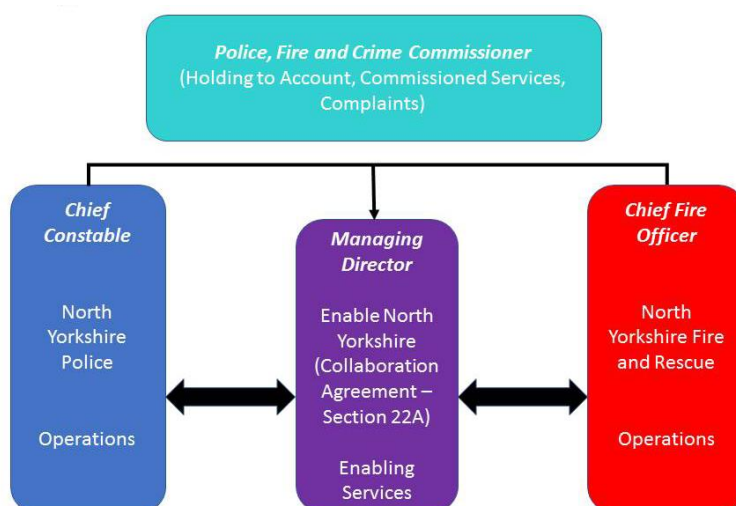 Police, Fire and Crime Commissioner
(Holding to Account, Commissioned Services,
Complaints)
Chief
Constable
North
Yorkshire
Police
Operations
Managing
Director
Enable North
Yorkshire
(Collaboration
Agreement –
Section 22A)
Enabling
Services
Chief Fire
Officer
North
Yorkshire Fire
and Rescue
Operations